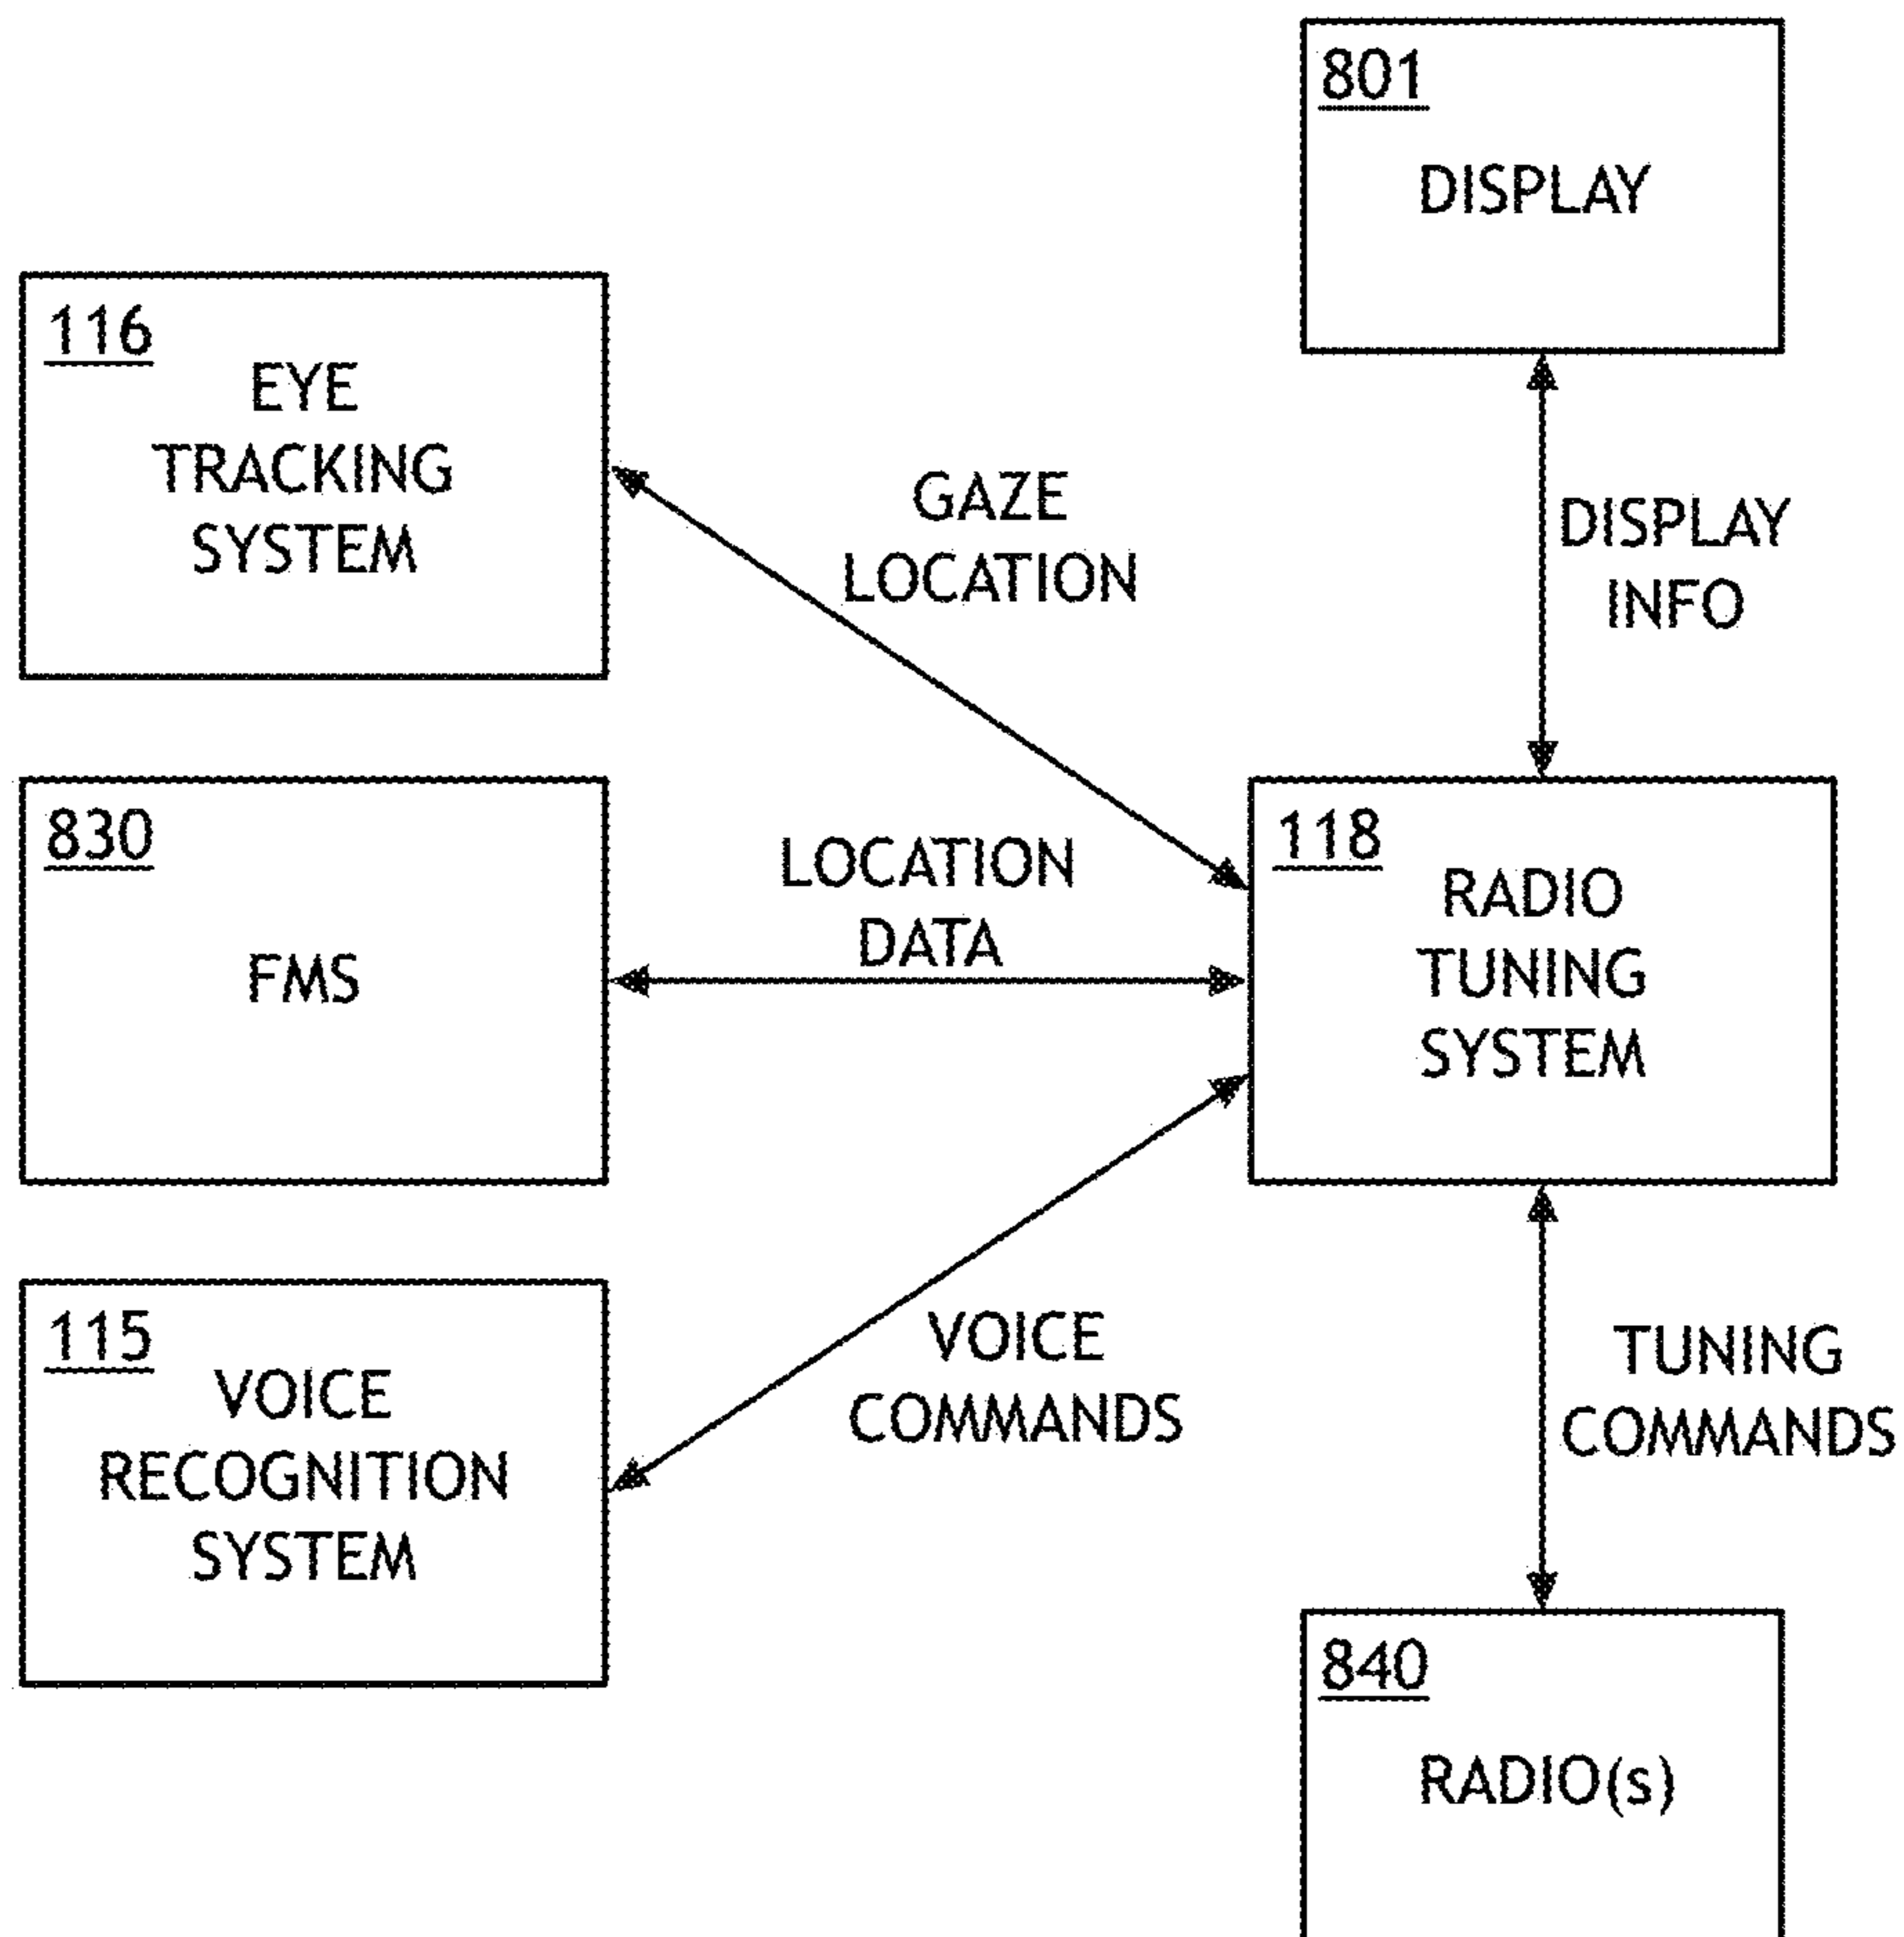 801
DISPLAY
116
EYE
TRACKING
SYSTEM
GAZE
LOCATION
DISPLAY
INFO
830
FMS
LOCATION
DATA
118
RADIO
TUNING
SYSTEM
115
VOICE
RECOGNITION
SYSTEM
VOICE
COMMANDS
TUNING
COMMANDS
840
RADIO(s)